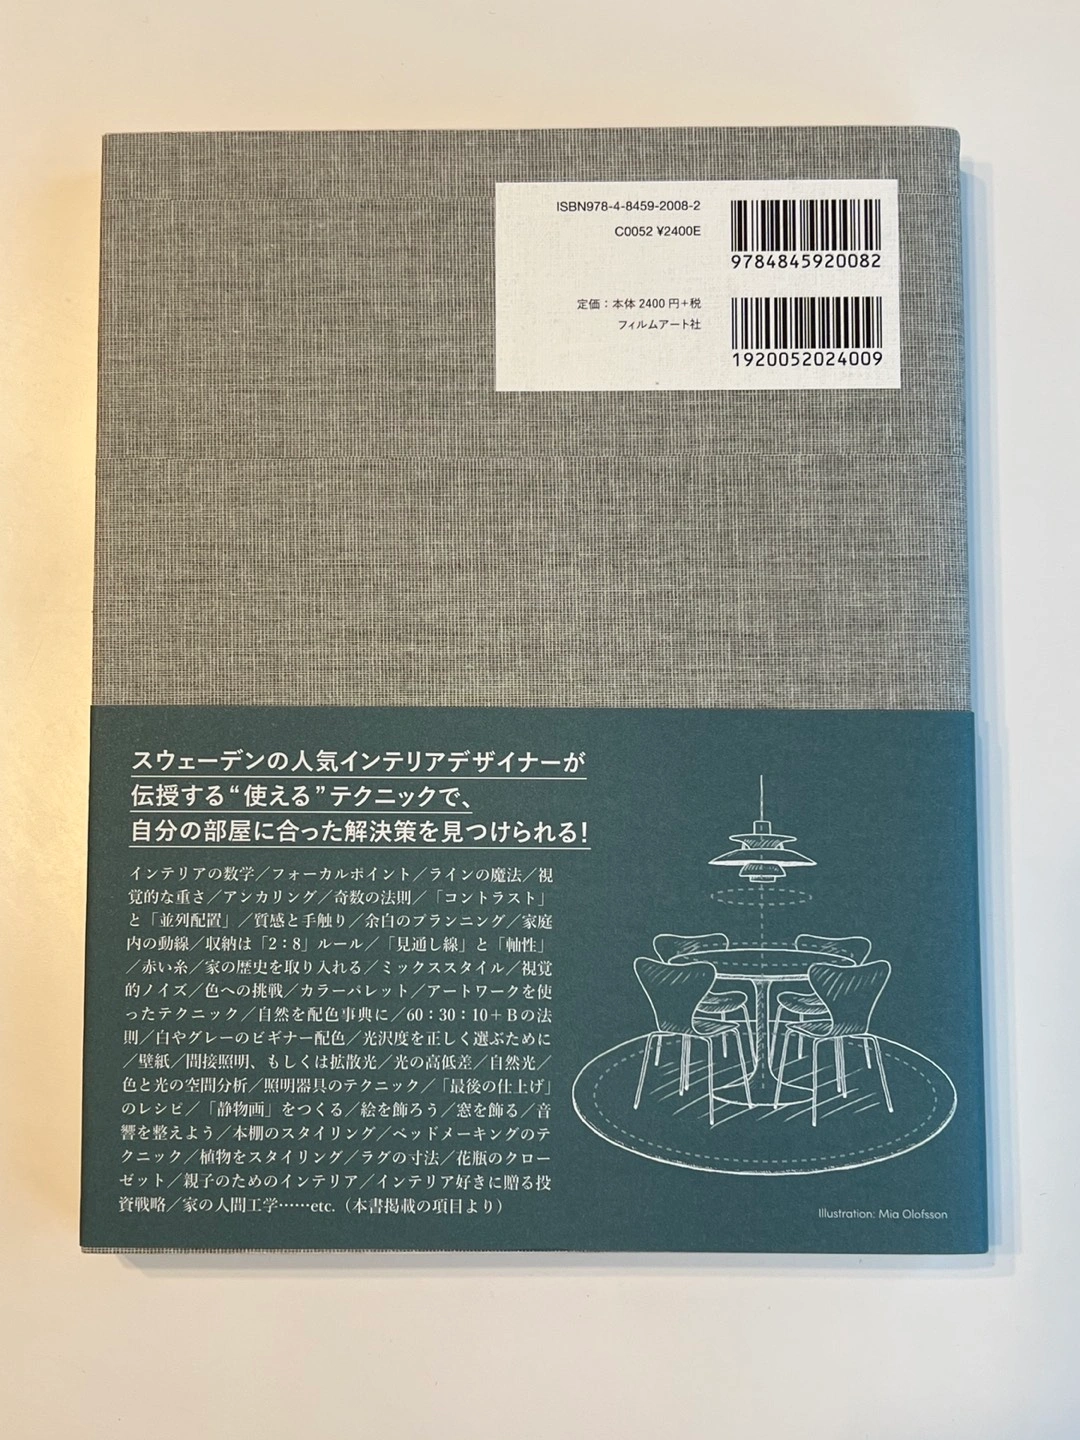 ISBN978-4-8459-2008-2
C0052 ¥2400E
9784845920082
定価：本体 2400 円+税
フィルムアート社
1920052024009
スウェーデンの人気インテリアデザイナーが
伝授する“使える”テクニックで、
自分の部屋に合った解決策を見つけられる！
インテリアの数学／フォーカルポイント／ラインの魔法／視
覚的な重さ／アンカリング／奇数の法則／「コントラスト」
と「並列配置」／質感と手触り／余白のプランニング／家庭
内の動線／収納は「2：8」ルール／「見通し線」と「軸性」
／赤い糸／家の歴史を取り入れる／ミックススタイル／視覚
的ノイズ／色への挑戦／カラーパレット／アートワークを使
ったテクニック／自然を配色事典に／60：30：10＋Bの法
則／白やグレーのビギナー配色／光沢度を正しく選ぶために
／壁紙／間接照明、もしくは拡散光／光の高低差／自然光／
色と光の空間分析／照明器具のテクニック／「最後の仕上げ」
のレシピ／「静物画」をつくる／絵を飾ろう／窓を飾る／音
響を整えよう／本棚のスタイリング／ベッドメーキングのテ
クニック／植物をスタイリング／ラグの寸法／花瓶のクロー
ゼット／親子のためのインテリア／インテリア好きに贈る投
資戦略／家の人間工学……etc.（本書掲載の項目より）
Illustration: Mia Olofsson